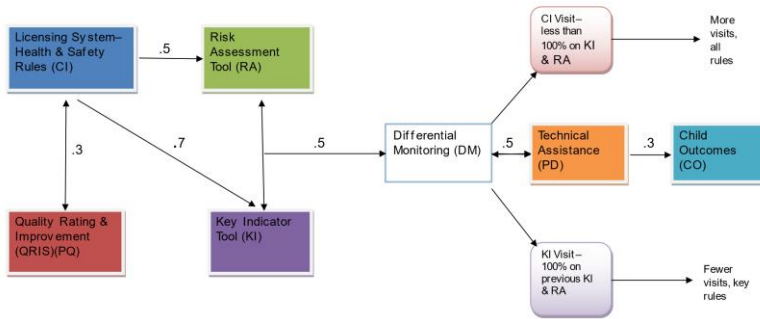 Licensing System–
Health & Safety
Rules (CI)
.5
Risk
Assessment
Tool (RA)
CI Visit–
less than
100% on KI
& RA
More
visits,
all
rules
.3
.7
.5
Differential
Monitoring (DM)
.5
Technical
Assistance
(PD)
.3
Child
Outcomes
(CO)
Quality Rating &
Improvement
(QRIS)(PQ)
Key Indicator
Tool (KI)
KI Visit–
100% on
previous KI
& RA
Fewer
visits, key
rules